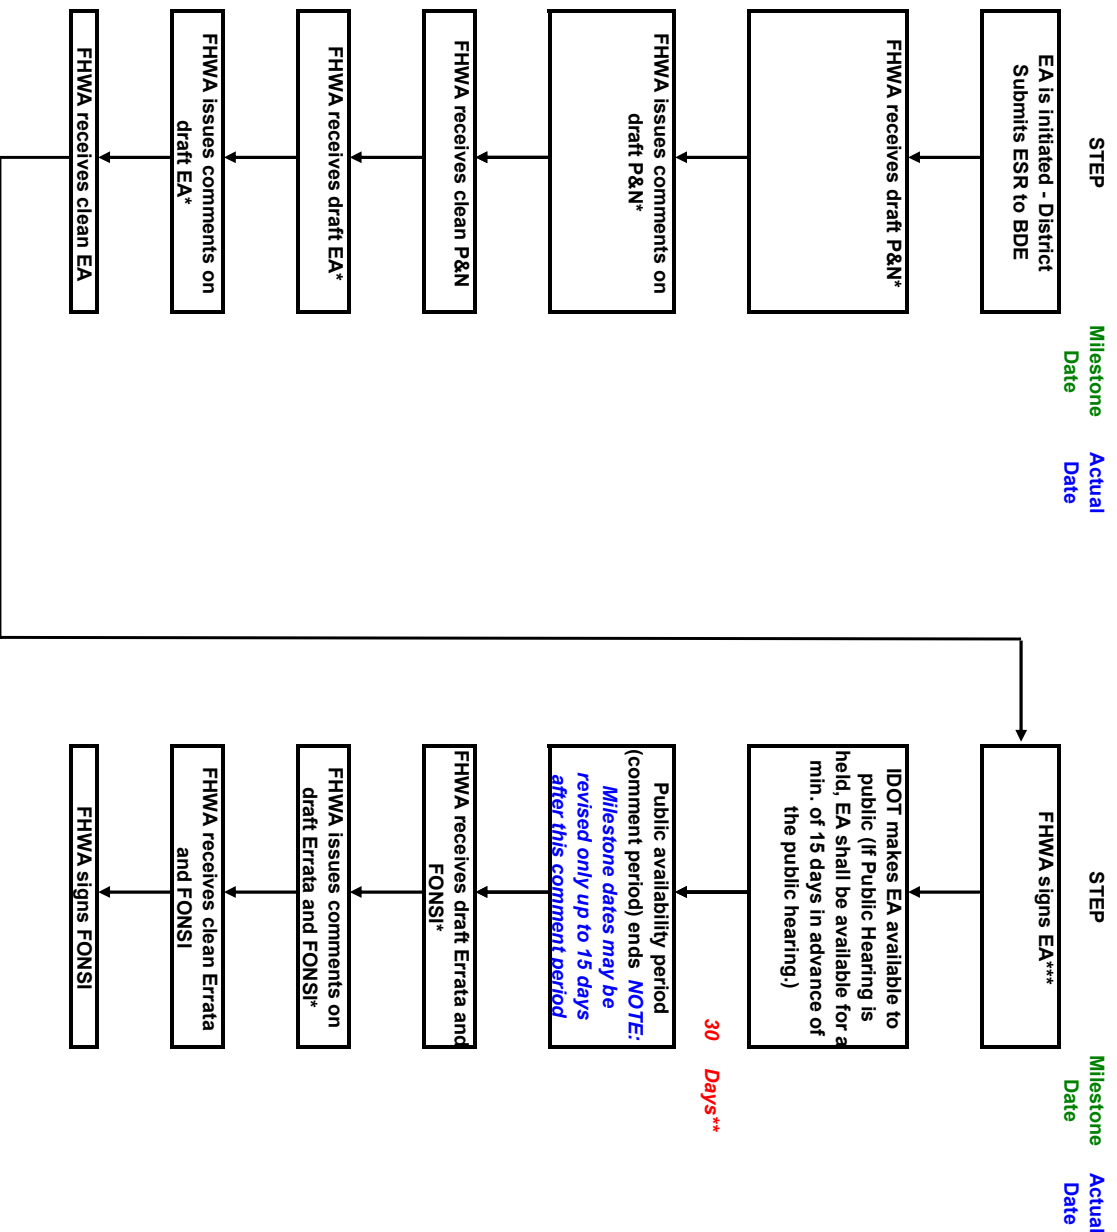 STEP
Milestone
Date
Actual
Date
EA is initiated - District
Submits ESR to BDE
FHWA receives draft P&N*
FHWA issues comments on
draft P&N*
FHWA receives clean P&N
FHWA receives draft EA*
FHWA issues comments on
draft EA*
FHWA receives clean EA
STEP
Milestone
Date
Actual
Date
FHWA signs EA***
IDOT makes EA available to
public (If Public Hearing is
held, EA shall be available for a
min. of 15 days in advance of
the public hearing.)
30 Days**
Public availability period
(comment period) ends NOTE:
Milestone dates may be
revised only up to 15 days
after this comment period
FHWA receives draft Errata and
FONSI*
FHWA issues comments on
draft Errata and FONSI*
FHWA receives clean Errata
and FONSI
FHWA signs FONSI